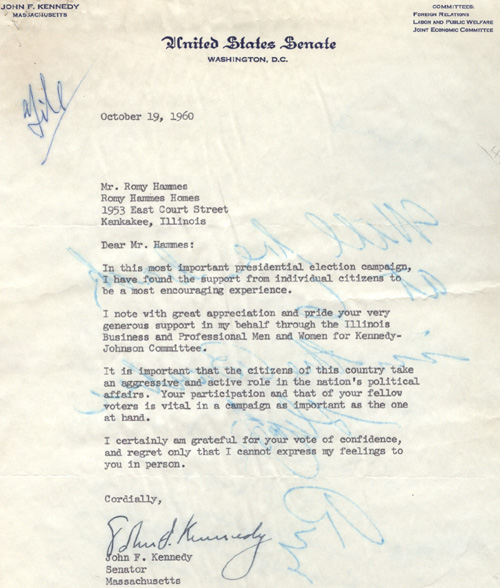 JOHN F. KENNEDY
MASSACHUSETTS
COMMITTEES:
FOREIGN RELATIONS
LABOR AND PUBLIC WELFARE
JOINT ECONOMIC COMMITTEE
United States Senate
WASHINGTON, D.C.
File
October 19, 1960
Mr. Romy Hammes
Romy Hammes Homes
1953 East Court Street
Kankakee, Illinois
Dear Mr. Hammes:
In this most important presidential election campaign,
I have found the support from individual citizens to
be a most encouraging experience.
I note with great appreciation and pride your very
generous support in my behalf through the Illinois
Business and Professional Men and Women for Kennedy-
Johnson Committee.
It is important that the citizens of this country take
an aggressive and active role in the nation's political
affairs. Your participation and that of your fellow
voters is vital in a campaign as important as the one
at hand.
I certainly am grateful for your vote of confidence,
and regret only that I cannot express my feelings to
you in person.
Cordially,
John F. Kennedy
John F. Kennedy
Senator
Massachusetts